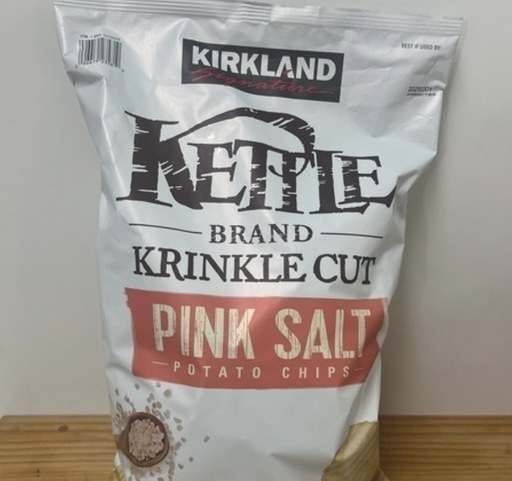 BEST IF USED BY:
KIRKLAND
Signature
KETTLE
BRAND
KRINKLE CUT
PINK SALT
POTATO CHIPS